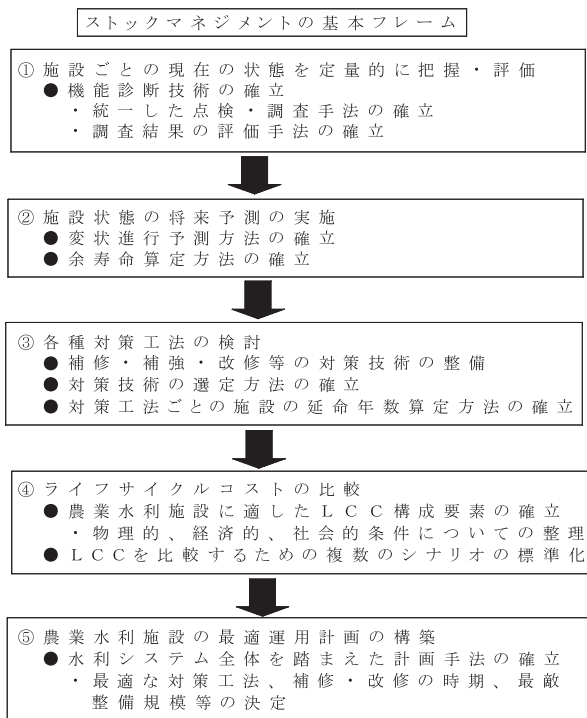 ストックマネジメントの基本フレーム
① 施設ごとの現在の状態を定量的に把握・評価
● 機能診断技術の確立
・統一した点検・調査手法の確立
・調査結果の評価手法の確立
② 施設状態の将来予測の実施
● 変状進行予測方法の確立
● 余寿命算定方法の確立
③ 各種対策工法の検討
● 補修・補強・改修等の対策技術の整備
● 対策技術の選定方法の確立
● 対策工法ごとの施設の延命年数算定方法の確立
④ ライフサイクルコストの比較
● 農業水利施設に適したLCC構成要素の確立
・物理的、経済的、社会的条件についての整理
● LCCを比較するための複数のシナリオの標準化
⑤ 農業水利施設の最適運用計画の構築
● 水利システム全体を踏まえた計画手法の確立
・最適な対策工法、補修・改修の時期、最敵
整備規模等の決定